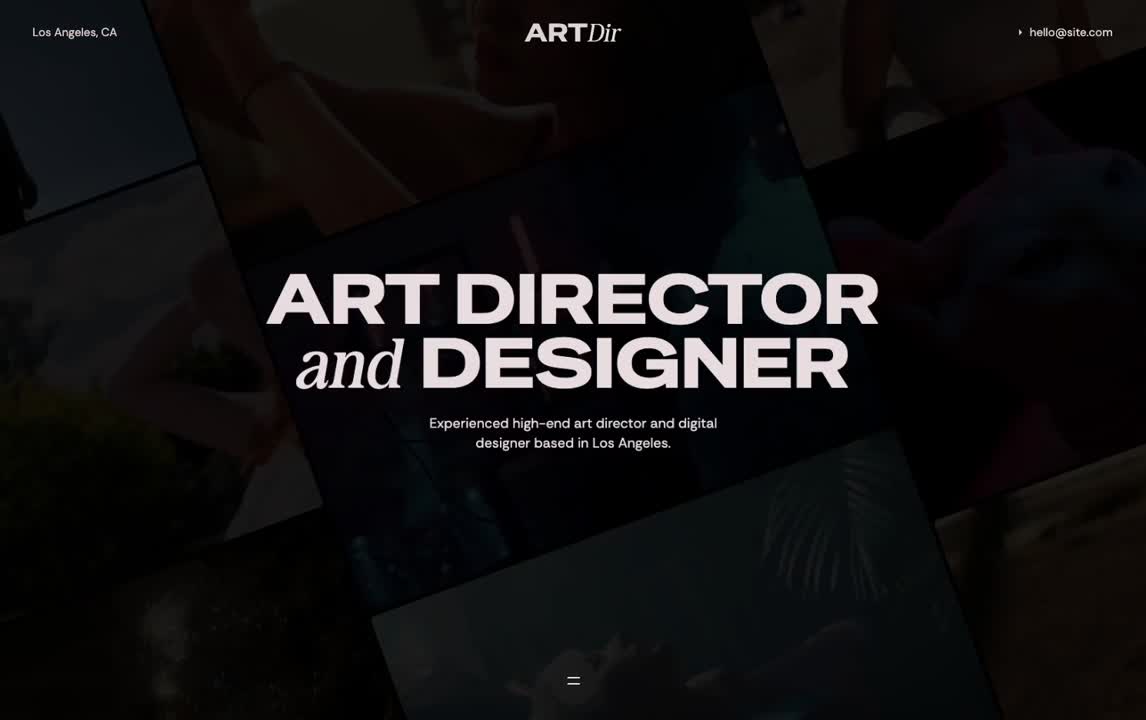 Los Angeles, CA
ARTDir
hello@site.com
ART DIRECTOR
and DESIGNER
Experienced high-end art director and digital
designer based in Los Angeles.